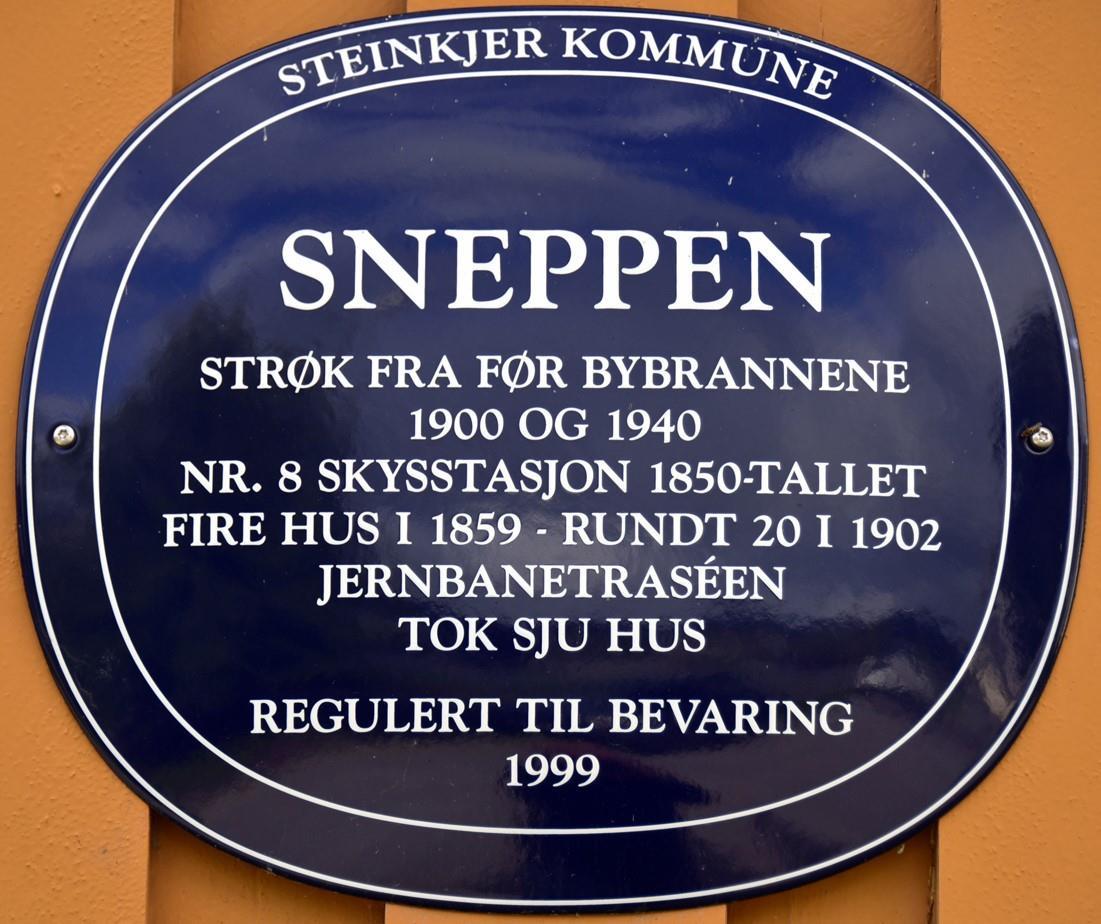 STEINKJER KOMMUNE
SNEPPEN
STRØK FRA FØR BYBRANNENE
1900 OG 1940
NR. 8 SKYSSTASJON 1850-TALLET
FIRE HUS I 1859 - RUNDT 20 I 1902
JERNBANETRASÉEN
TOK SJU HUS
REGULERT TIL BEVARING
1999